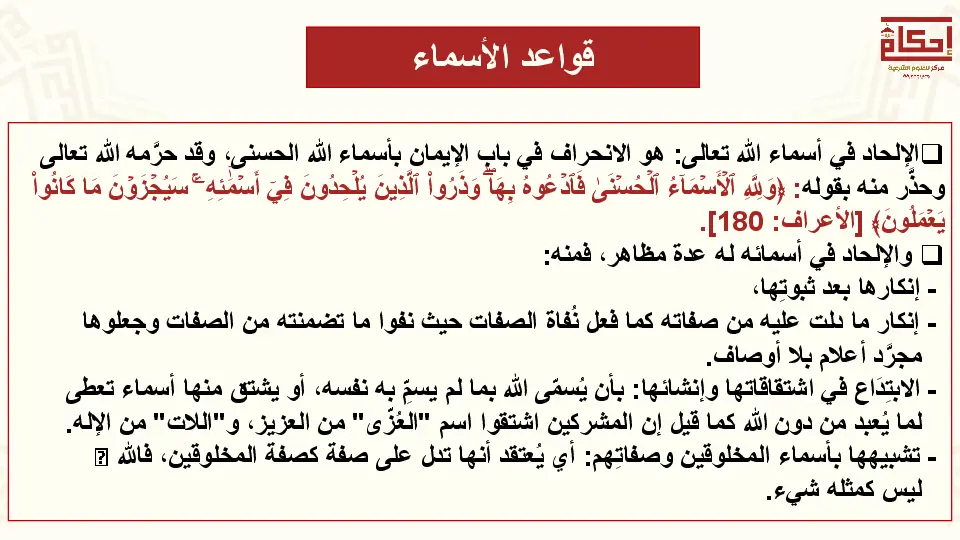 إحكام
مركز للعلوم الشرعية
قواعد الأسماء
❑الإلحاد في أسماء الله تعالى: هو الانحراف في باب الإيمان بأسماء الله الحسنى، وقد حرَّمه الله تعالى
وحذَّر منه بقوله: ﴿وَلِلَّهِ ٱلۡأَسۡمَآءُ ٱلۡحُسۡنَىٰ فَٱدۡعُوهُ بِهَاۖ وَذَرُواْ ٱلَّذِينَ يُلۡحِدُونَ فِيٓ أَسۡمَٰٓئِهِۦۚ سَيُجۡزَوۡنَ مَا كَانُواْ
يَعۡمَلُونَ﴾ [الأعراف: 180].
❑ والإلحاد في أسمائه له عدة مظاهر، فمنه:
- إنكارها بعد ثبوتِها،
- إنكار ما دلت عليه من صفاته كما فعل نُفاة الصفات حيث نفوا ما تضمنته من الصفات وجعلوها
مجرَّد أعلام بلا أوصاف.
- الابتِدَاع في اشتقاقاتها وإنشائها: بأن يُسمّى الله بما لم يسمِّ به نفسه، أو يشتق منها أسماء تعطى
لما يُعبد من دون الله كما قيل إن المشركين اشتقوا اسم "العُزّى" من العزيز، و"اللات" من الإله.
- تشبيهها بأسماء المخلوقين وصفاتِهم: أي يُعتقد أنها تدل على صفة كصفة المخلوقين، فالله
ليس كمثله شيء.